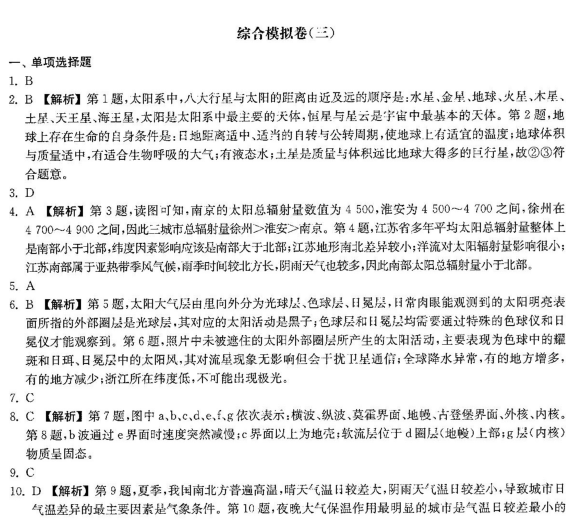 综合模拟卷(三)
一、单项选择题
1. B
2. B 【解析】第1题,太阳系中,八大行星与太阳的距离由近及远的顺序是:水星、金星、地球、火星、木星、
土星、天王星、海王星,太阳是太阳系中最主要的天体,恒星与星云是宇宙中最基本的天体。第2题,地
球上存在生命的自身条件是:日地距离适中、适当的自转与公转周期,使地球上有适宜的温度;地球体积
与质量适中,有适合生物呼吸的大气;有液态水;土星是质量与体积远比地球大得多的巨行星,故②③符
合题意。
3. D
4. A 【解析】第3题,读图可知,南京的太阳总辐射量数值为4 500,淮安为4 500~4 700之间,徐州在
4 700~4 900之间,因此三城市总辐射量徐州>淮安>南京。第4题,江苏省多年平均太阳总辐射量整体上
是南部小于北部,纬度因素影响应该是南部大于北部;江苏地形南北差异较小;洋流对太阳辐射量影响很小;
江苏南部属于亚热带季风气候,雨季时间较北方长,阴雨天气也较多,因此南部太阳总辐射量小于北部。
5. A
6. B 【解析】第5题,太阳大气层由里向外分为光球层、色球层、日冕层,日常肉眼能观测到的太阳明亮表
面所指的外部圈层是光球层,其对应的太阳活动是黑子;色球层和日冕层均需要通过特殊的色球仪和日
冕仪才能观察到。第6题,照片中未被遮住的太阳外部圈层所产生的太阳活动,主要表现为色球中的耀
斑和日珥、日冕层中的太阳风,其对流星现象无影响但会干扰卫星通信;全球降水异常,有的地方增多,
有的地方减少;浙江所在纬度低,不可能出现极光。
7. C
8. C 【解析】第7题,图中a、b、c、d、e、f、g依次表示:横波、纵波、莫霍界面、地幔、古登堡界面、外核、内核。
第8题,b波通过e界面时速度突然减慢;c界面以上为地壳;软流层位于d圈层(地幔)上部;g层(内核)
物质呈固态。
9. C
10. D 【解析】第9题,夏季,我国南北方普遍高温,晴天气温日较差大,阴雨天气温日较差小,导致城市日
气温差异的最主要因素是气象条件。第10题,夜晚大气保温作用最明显的城市是气温日较差最小的